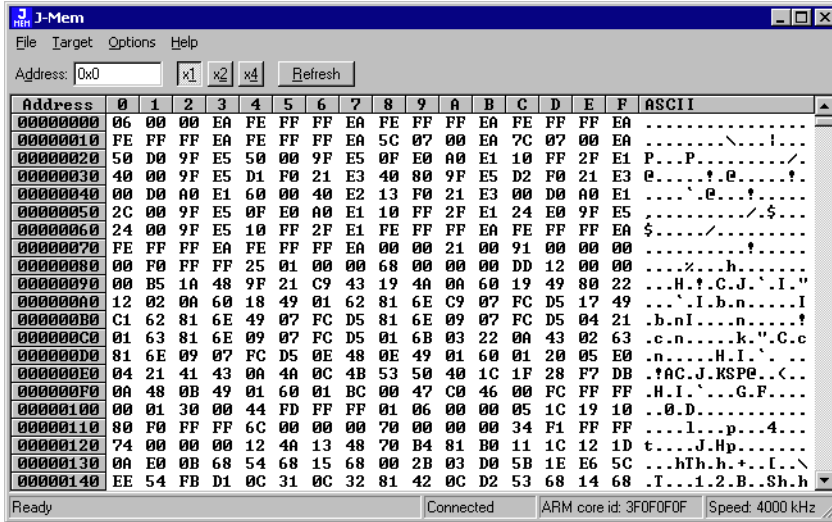 J-Mem
File Target Options Help
Address: 0x0 x1 x2 x4 Refresh
Address 0 1 2 3 4 5 6 7 8 9 A B C D E F ASCII
00000000 06 00 00 EA FE FF FF EA FE FF FF EA FE FF FF EA ................
00000010 FE FF FF EA FE FF FF EA 5C 07 00 EA 7C 07 00 EA ........\...|...
00000020 50 D0 9F E5 50 00 9F E5 0F E0 A0 E1 10 FF 2F E1 P...P........./.
00000030 40 00 9F E5 D1 F0 21 E3 40 80 9F E5 D2 F0 21 E3 @.....!.@.....!.
00000040 00 D0 A0 E1 60 00 40 E2 13 F0 21 E3 00 D0 A0 E1 ....`.@...!.....
00000050 2C 00 9F E5 0F E0 A0 E1 10 FF 2F E1 24 E0 9F E5 ,........./.$...
00000060 24 00 9F E5 10 FF 2F E1 FE FF FF EA FE FF FF EA $...../.........
00000070 FE FF FF EA FE FF FF EA 00 00 21 00 91 00 00 00 ..........!.....
00000080 00 F0 FF FF 25 01 00 00 68 00 00 00 DD 12 00 00 ....%...h.......
00000090 00 B5 1A 48 9F 21 C9 43 19 4A 0A 60 19 49 80 22 ...H.!.C.J.`.I."
000000A0 12 02 0A 60 18 49 01 62 81 6E C9 07 FC D5 17 49 ...`.I.b.n.....I
000000B0 C1 62 81 6E 49 07 FC D5 81 6E 09 07 FC D5 04 21 .b.nI....n.....!
000000C0 01 63 81 6E 09 07 FC D5 01 6B 03 22 0A 43 02 63 .c.n.....k.".C.c
000000D0 81 6E 09 07 FC D5 0E 48 0E 49 01 60 01 20 05 E0 .n.....H.I.`. ..
000000E0 04 21 41 43 0A 4A 0C 4B 53 50 40 1C 1F 28 F7 DB .!AC.J.KSP@..(..
000000F0 0A 48 0B 49 01 60 01 BC 00 47 C0 46 00 FC FF FF .H.I.`...G.F....
00000100 00 01 30 00 44 FD FF FF 01 06 00 00 05 1C 19 10 ..0.D...........
00000110 80 F0 FF FF 6C 00 00 00 70 00 00 00 34 F1 FF FF ....l...p...4...
00000120 74 00 00 00 12 4A 13 48 70 B4 81 B0 11 1C 12 1D t....J.Hp.......
00000130 0A E0 0B 68 54 68 15 68 00 2B 03 D0 5B 1E E6 5C ...hTh.h.+..[..\
00000140 EE 54 FB D1 0C 31 0C 32 81 42 0C D2 53 68 14 68 .T...1.2.B..Sh.h
Ready Connected ARM core id: 3F0F0F0F Speed: 4000 kHz